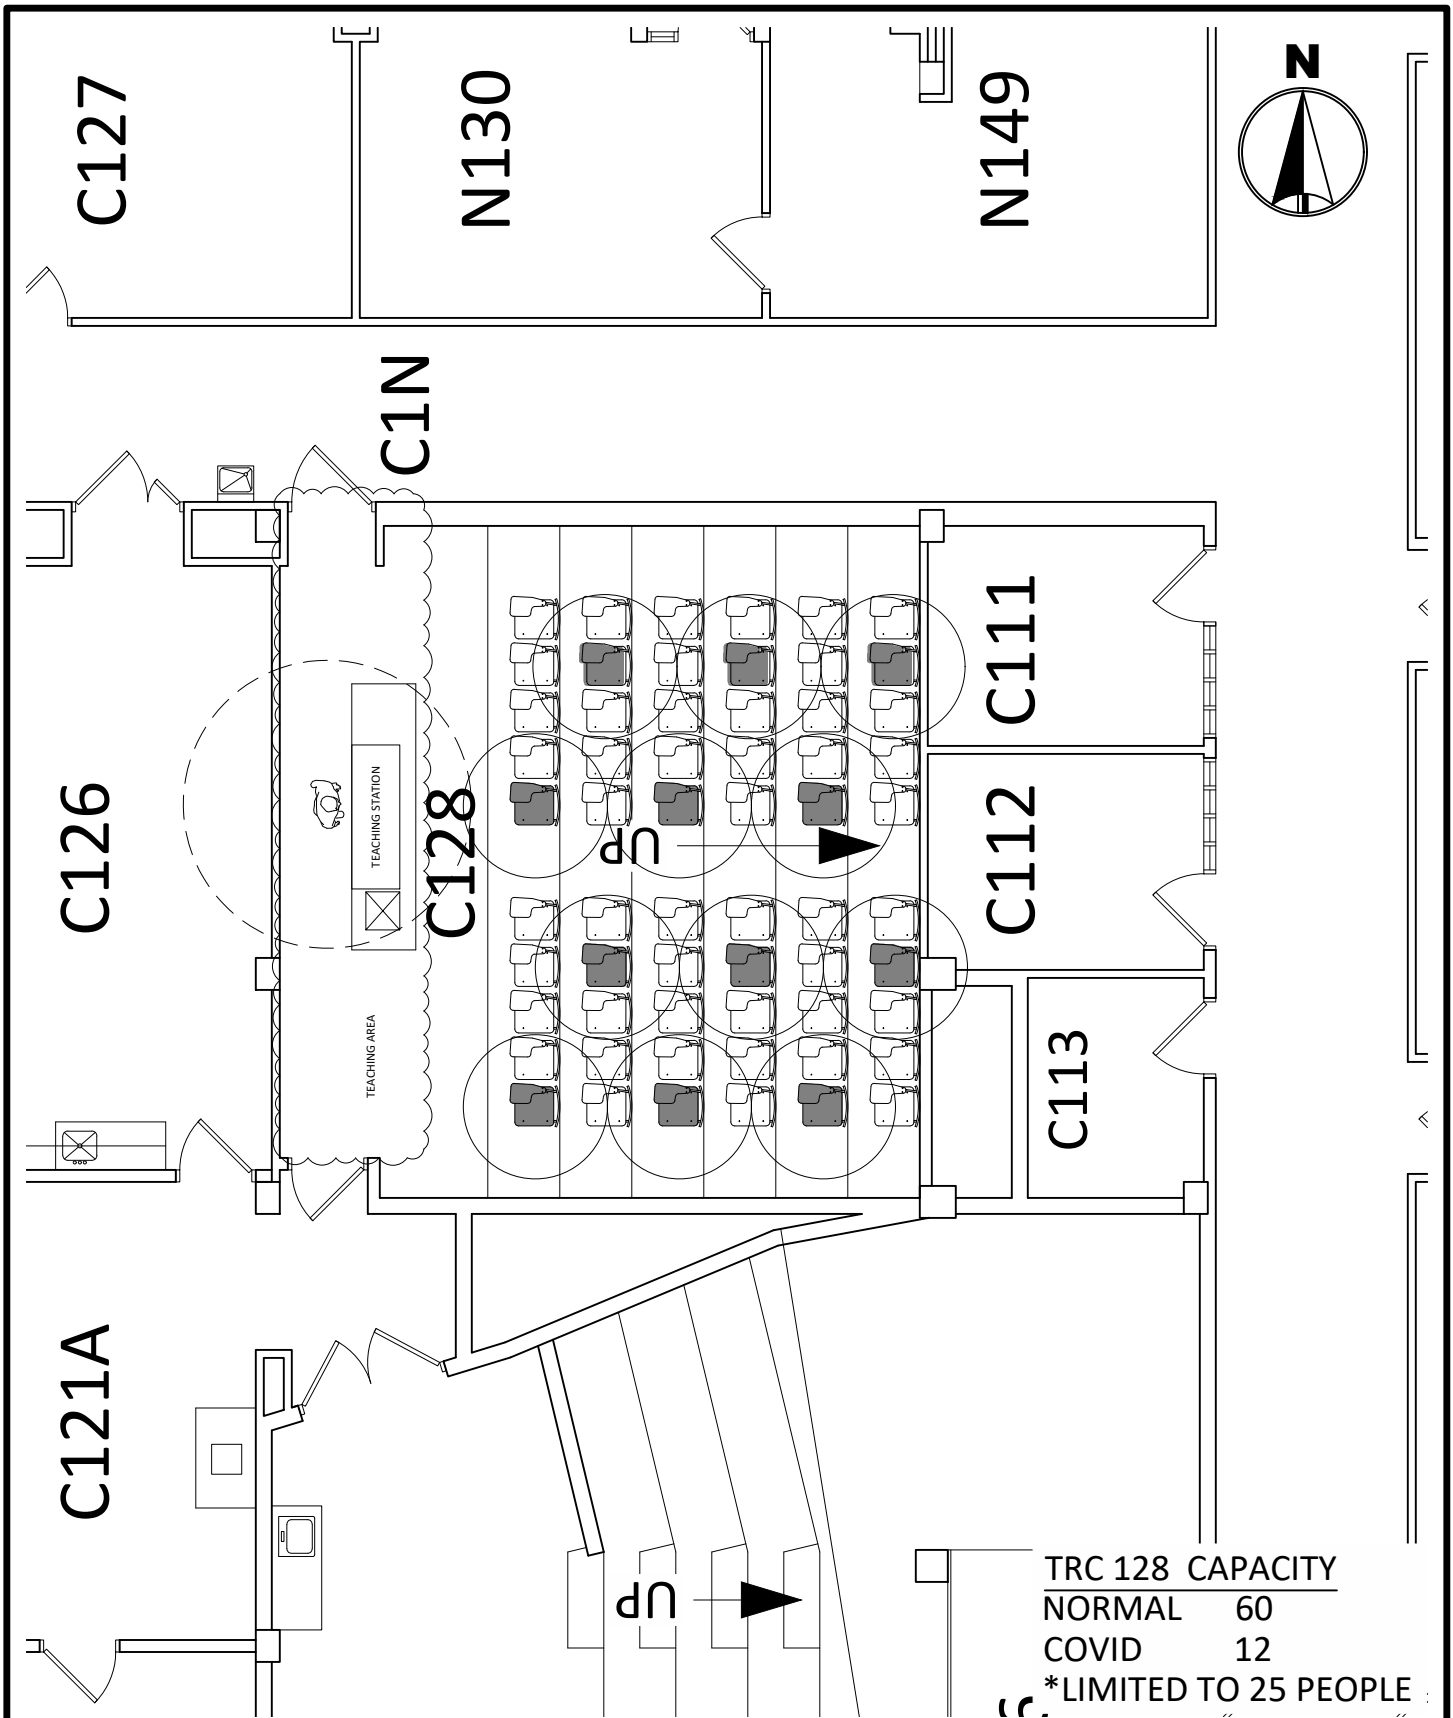 C127
N130
N149
N
C1N
C126
TEACHING STATION
C128
UP
C111
C112
TEACHING AREA
C113
C121A
UP
TRC 128 CAPACITY
NORMAL 60
COVID 12
*LIMITED TO 25 PEOPLE